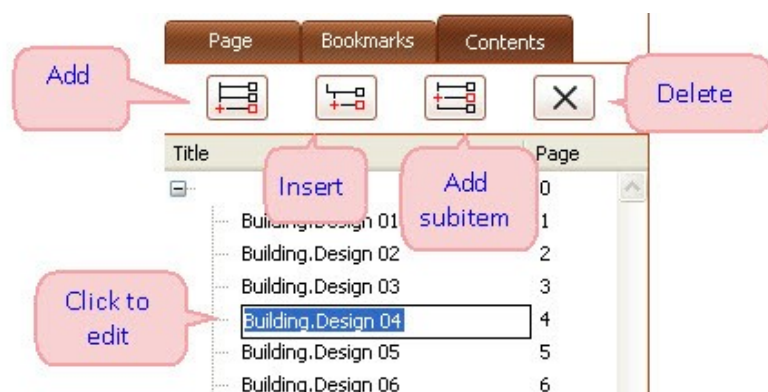 Page Bookmarks Contents
Add
Delete
Title Page
Insert
Add
subitem
0
Building.Design 01 1
Building.Design 02 2
Building.Design 03 3
Click to
edit
Building.Design 04 4
Building.Design 05 5
Building.Design 06 6